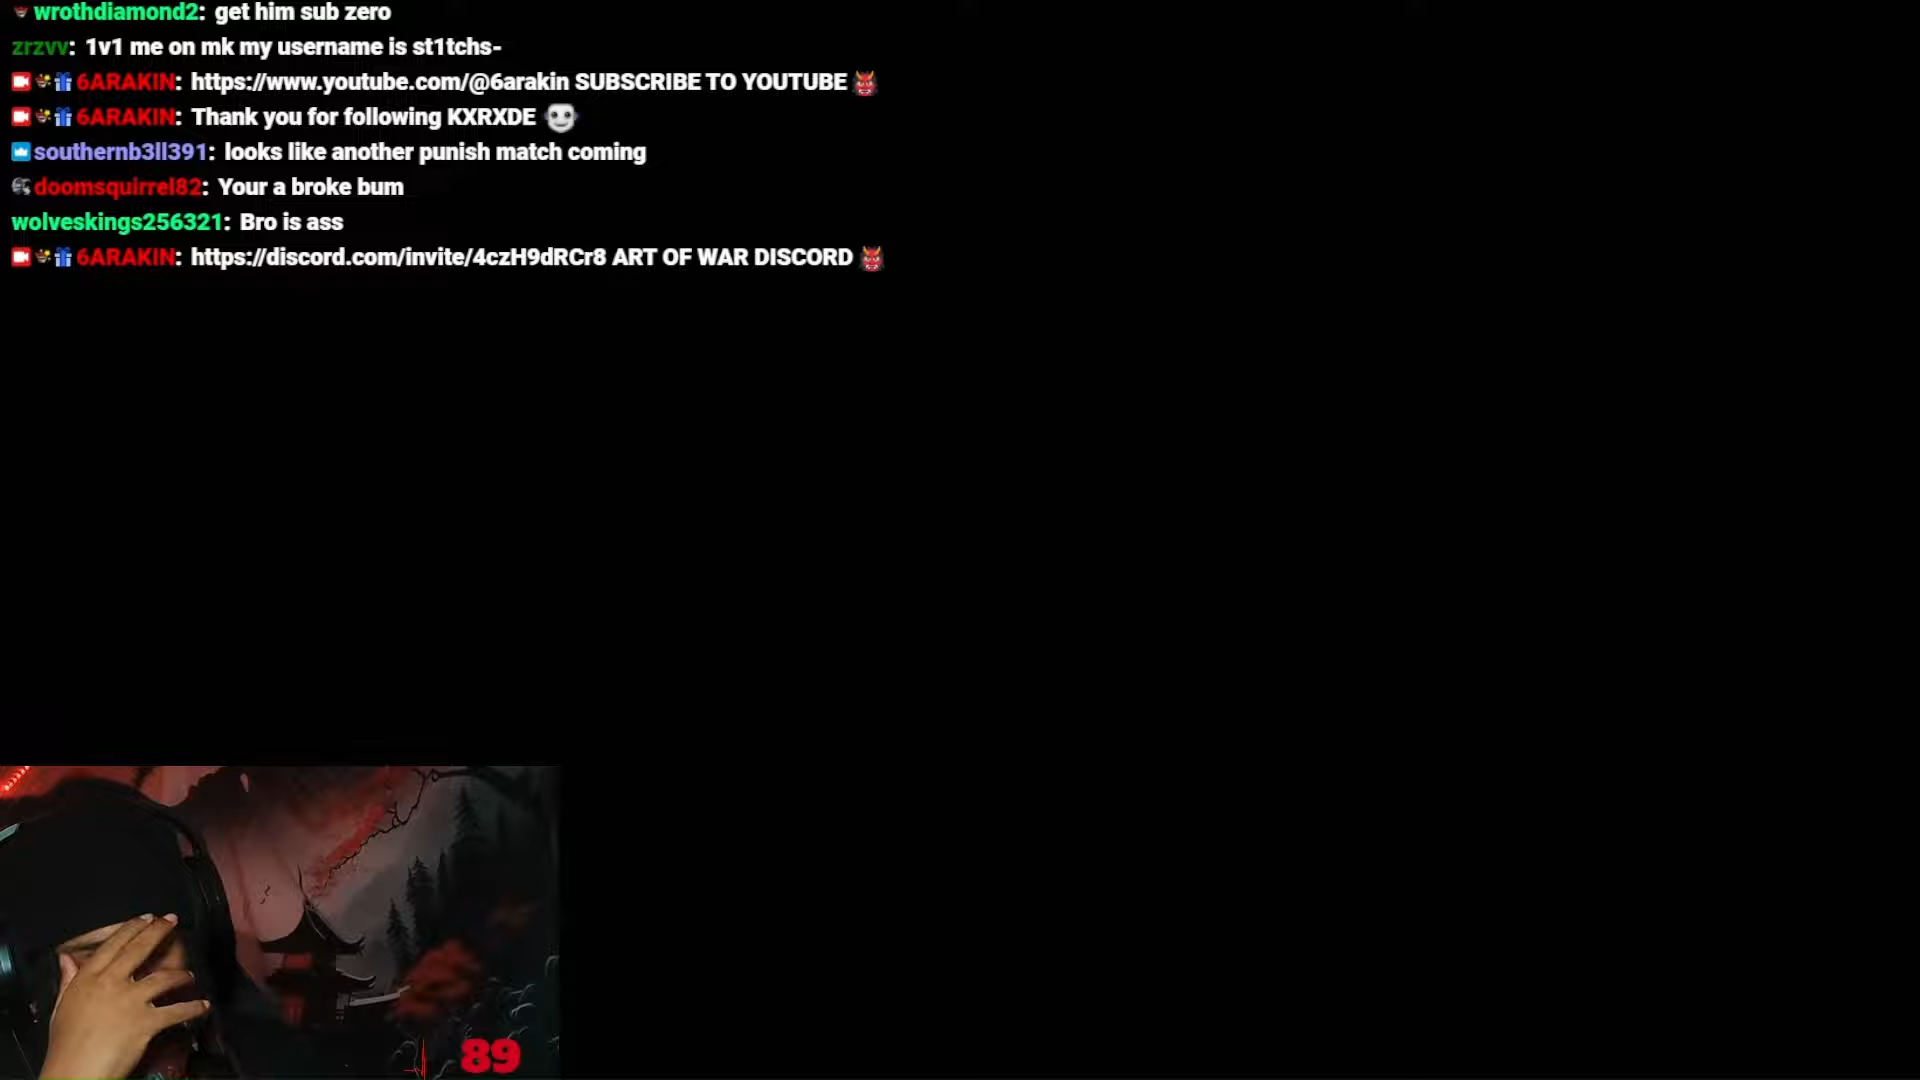 wrothdiamond2: get him sub zero
zrzvv: 1v1 me on mk my username is st1tchs-
6ARAKIN: https://www.youtube.com/@6arakin SUBSCRIBE TO YOUTUBE 👹
6ARAKIN: Thank you for following KXRXDE
southernb3ll391: looks like another punish match coming
doomsquirrel82: Your a broke bum
wolveskings256321: Bro is ass
6ARAKIN: https://discord.com/invite/4czH9dRCr8 ART OF WAR DISCORD 👹
89